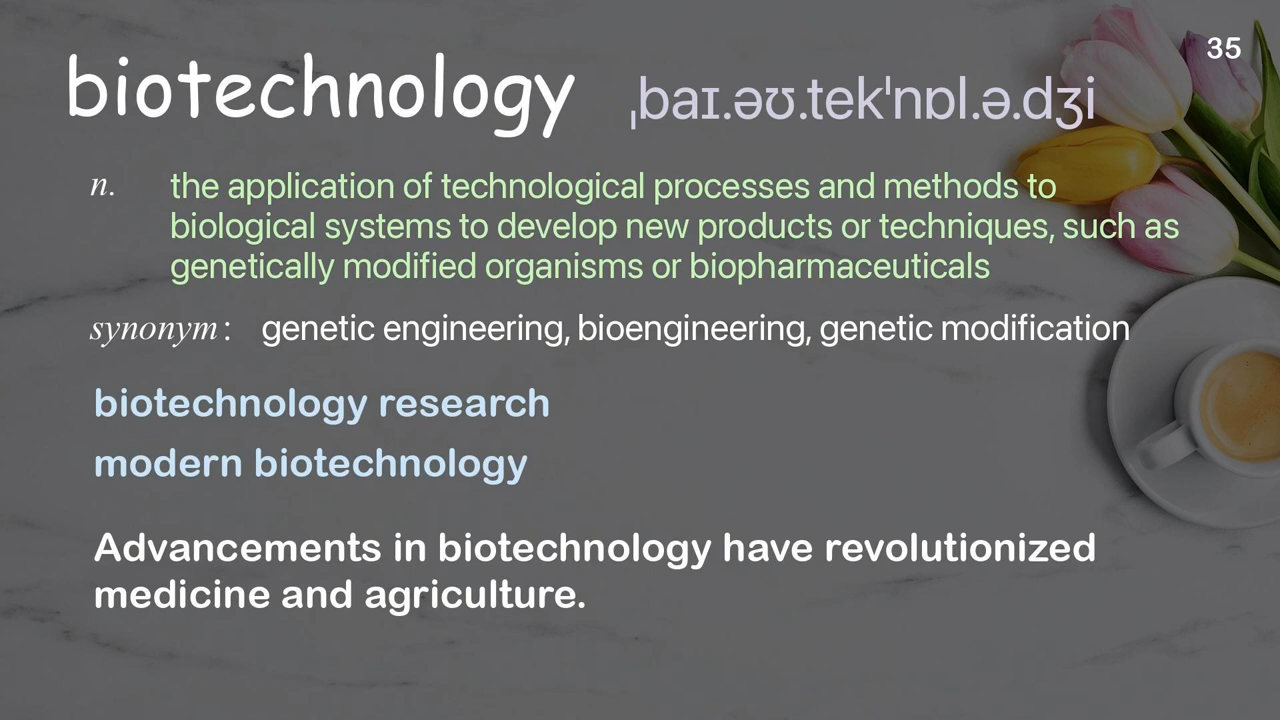 35
biotechnology ˌbaɪ.əʊ.tekˈnɒl.ə.dʒi
n. the application of technological processes and methods to
biological systems to develop new products or techniques, such as
genetically modified organisms or biopharmaceuticals
synonym: genetic engineering, bioengineering, genetic modification
biotechnology research
modern biotechnology
Advancements in biotechnology have revolutionized
medicine and agriculture.